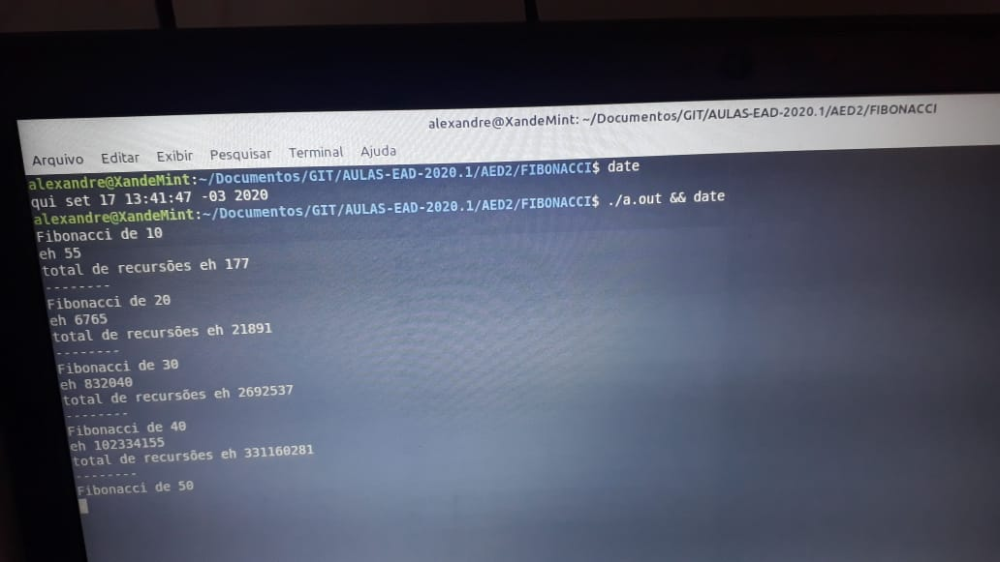 alexandre@XandeMint: ~/Documentos/GIT/AULAS-EAD-2020.1/AED2/FIBONACCI
Arquivo Editar Exibir Pesquisar Terminal Ajuda
alexandre@XandeMint:~/Documentos/GIT/AULAS-EAD-2020.1/AED2/FIBONACCI$ date
qui set 17 13:41:47 -03 2020
alexandre@XandeMint:~/Documentos/GIT/AULAS-EAD-2020.1/AED2/FIBONACCI$ ./a.out && date
Fibonacci de 10
eh 55
total de recursões eh 177
--------
Fibonacci de 20
eh 6765
total de recursões eh 21891
--------
Fibonacci de 30
eh 832040
total de recursões eh 2692537
--------
Fibonacci de 40
eh 102334155
total de recursões eh 331160281
--------
Fibonacci de 50